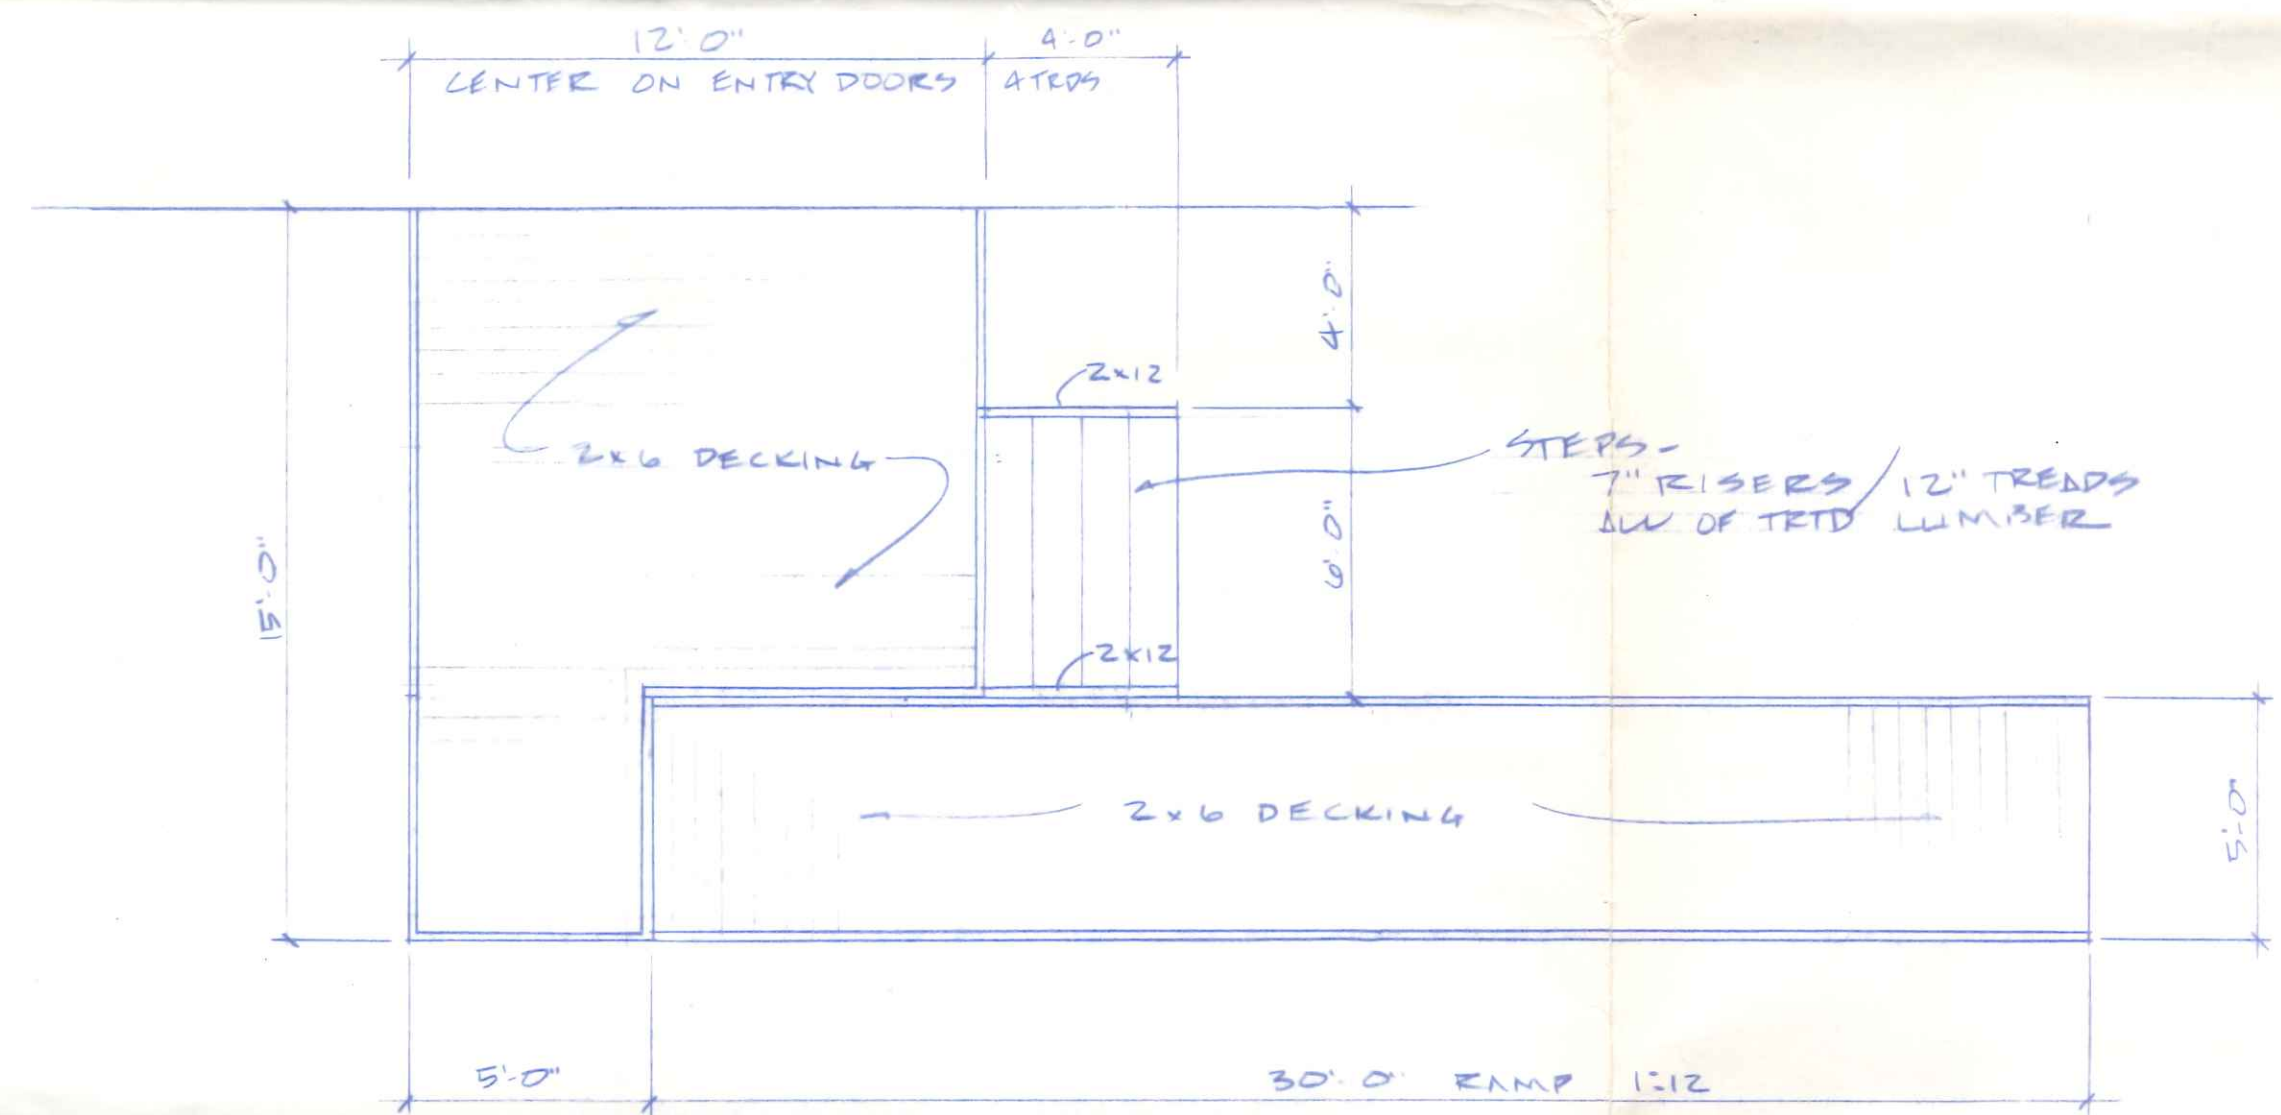 12'-0"
4'-0"
CENTER ON ENTRY DOORS
4 TRDS
4'-0"
2x12
2x6 DECKING
STEPS-
7" RISERS / 12" TREADS
ALL OF TRTD LUMBER
6'-0"
15'-0"
2x12
2x6 DECKING
5'-0"
5'-0"
30'-0" RAMP 1:12